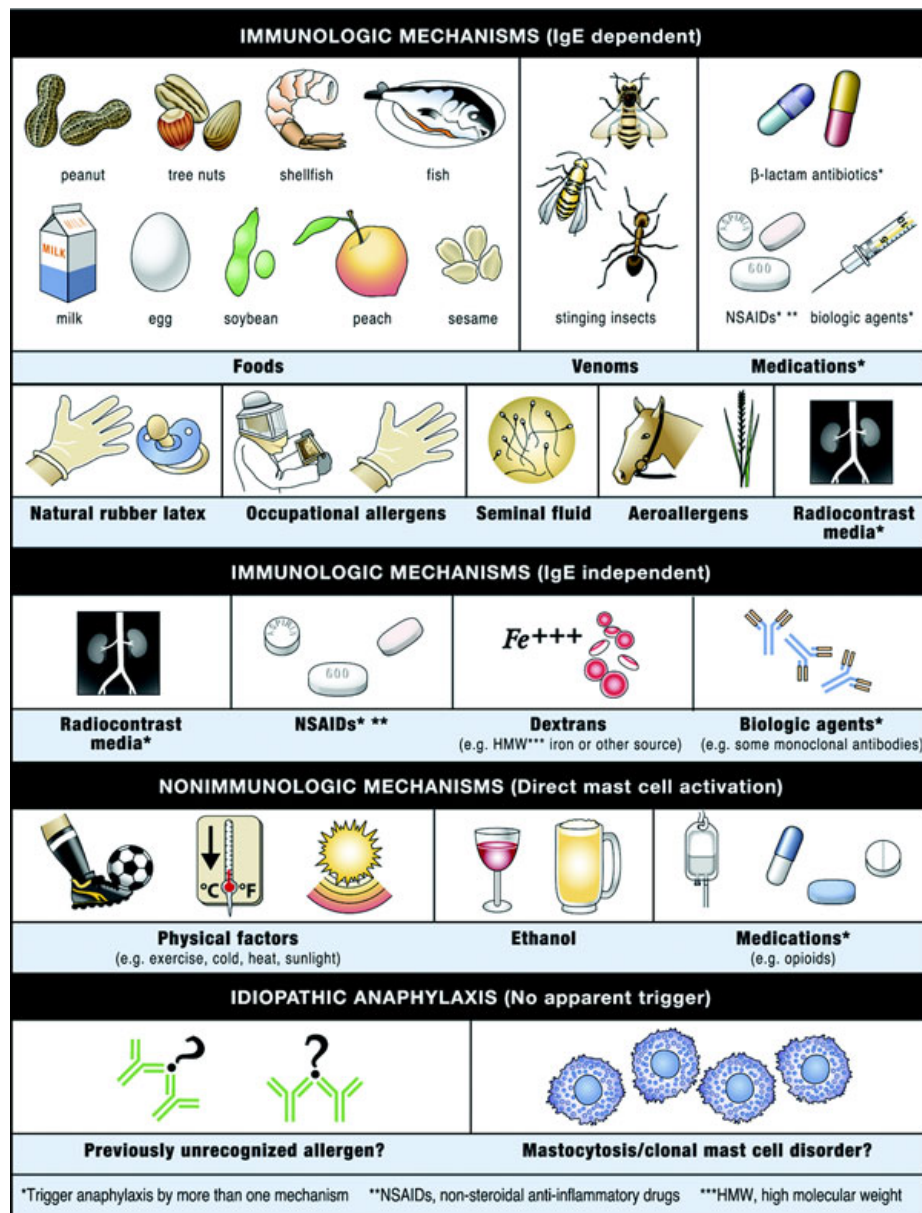 IMMUNOLOGIC MECHANISMS (IgE dependent)
peanut
tree nuts
shellfish
fish
MILK
MILK
milk
egg
soybean
peach
sesame
Foods
stinging insects
Venoms
β-lactam antibiotics*
ASPIRIN
600
NSAIDs* **
biologic agents*
Medications*
Natural rubber latex
Occupational allergens
Seminal fluid
Aeroallergens
Radiocontrast
media*
IMMUNOLOGIC MECHANISMS (IgE independent)
Radiocontrast
media*
ASPIRIN
600
NSAIDs* **
Fe+++
Dextrans
(e.g. HMW*** iron or other source)
Biologic agents*
(e.g. some monoclonal antibodies)
NONIMMUNOLOGIC MECHANISMS (Direct mast cell activation)
°C °F
Physical factors
(e.g. exercise, cold, heat, sunlight)
Ethanol
Medications*
(e.g. opioids)
IDIOPATHIC ANAPHYLAXIS (No apparent trigger)
? ?
Previously unrecognized allergen?
Mastocytosis/clonal mast cell disorder?
*Trigger anaphylaxis by more than one mechanism **NSAIDs, non-steroidal anti-inflammatory drugs ***HMW, high molecular weight